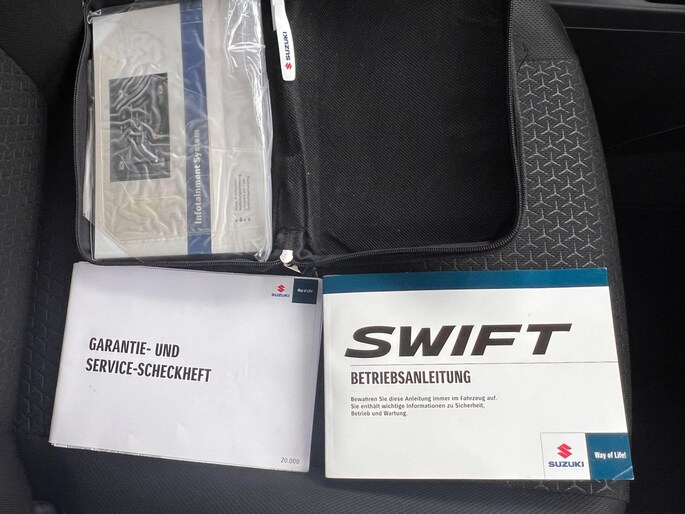 SUZUKI
Infotainment System
SUZUKI
Way of Life!
GARANTIE- UND
SERVICE-SCHECKHEFT
20.000
SWIFT
BETRIEBSANLEITUNG
Bewahren Sie diese Anleitung immer im Fahrzeug auf.
Sie enthält wichtige Informationen zu Sicherheit,
Betrieb und Wartung.
SUZUKI
Way of Life!